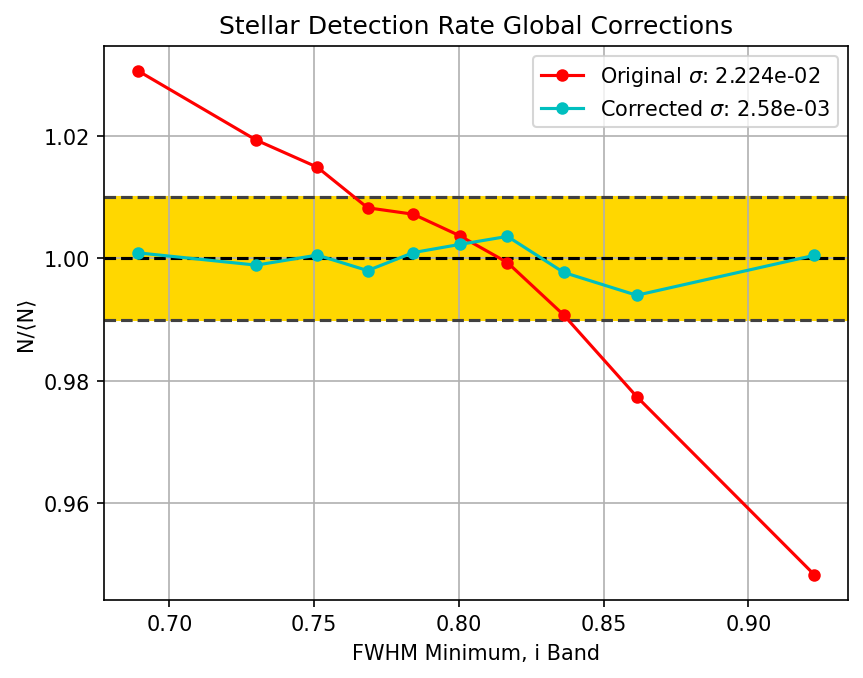 Stellar Detection Rate Global Corrections
Original σ: 2.224e-02
Corrected σ: 2.58e-03
N/⟨N⟩
1.02
1.00
0.98
0.96
0.70 0.75 0.80 0.85 0.90
FWHM Minimum, i Band